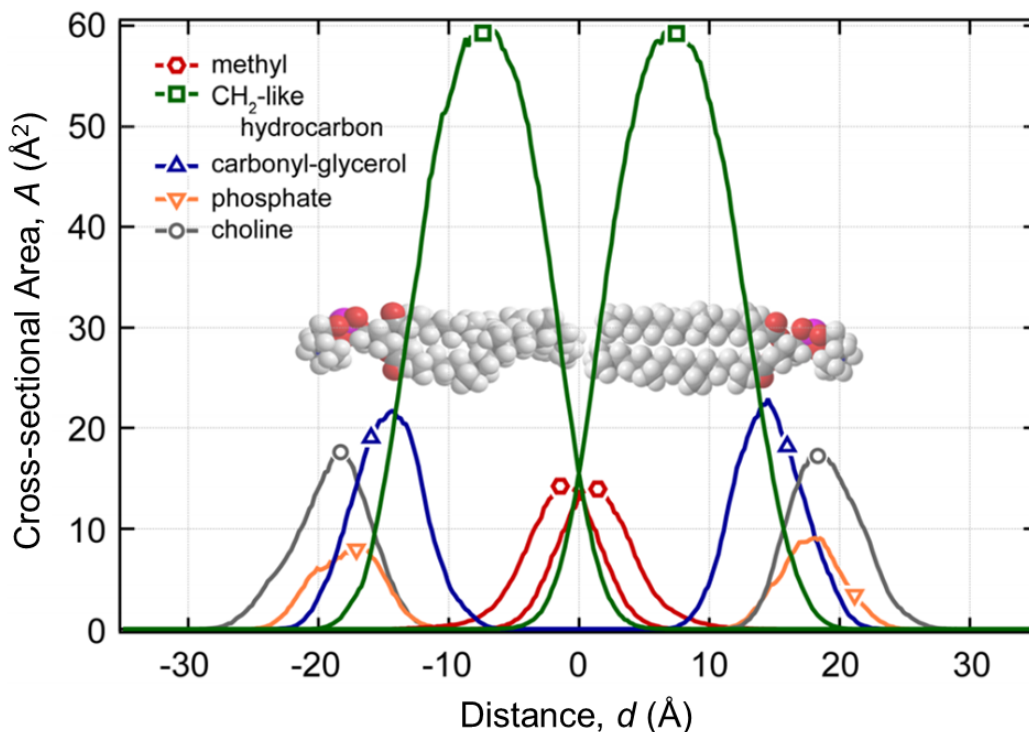 60
50
40
30
20
10
0
Cross-sectional Area, A (Å²)
methyl
CH₂-like
hydrocarbon
carbonyl-glycerol
phosphate
choline
-30 -20 -10 0 10 20 30
Distance, d (Å)